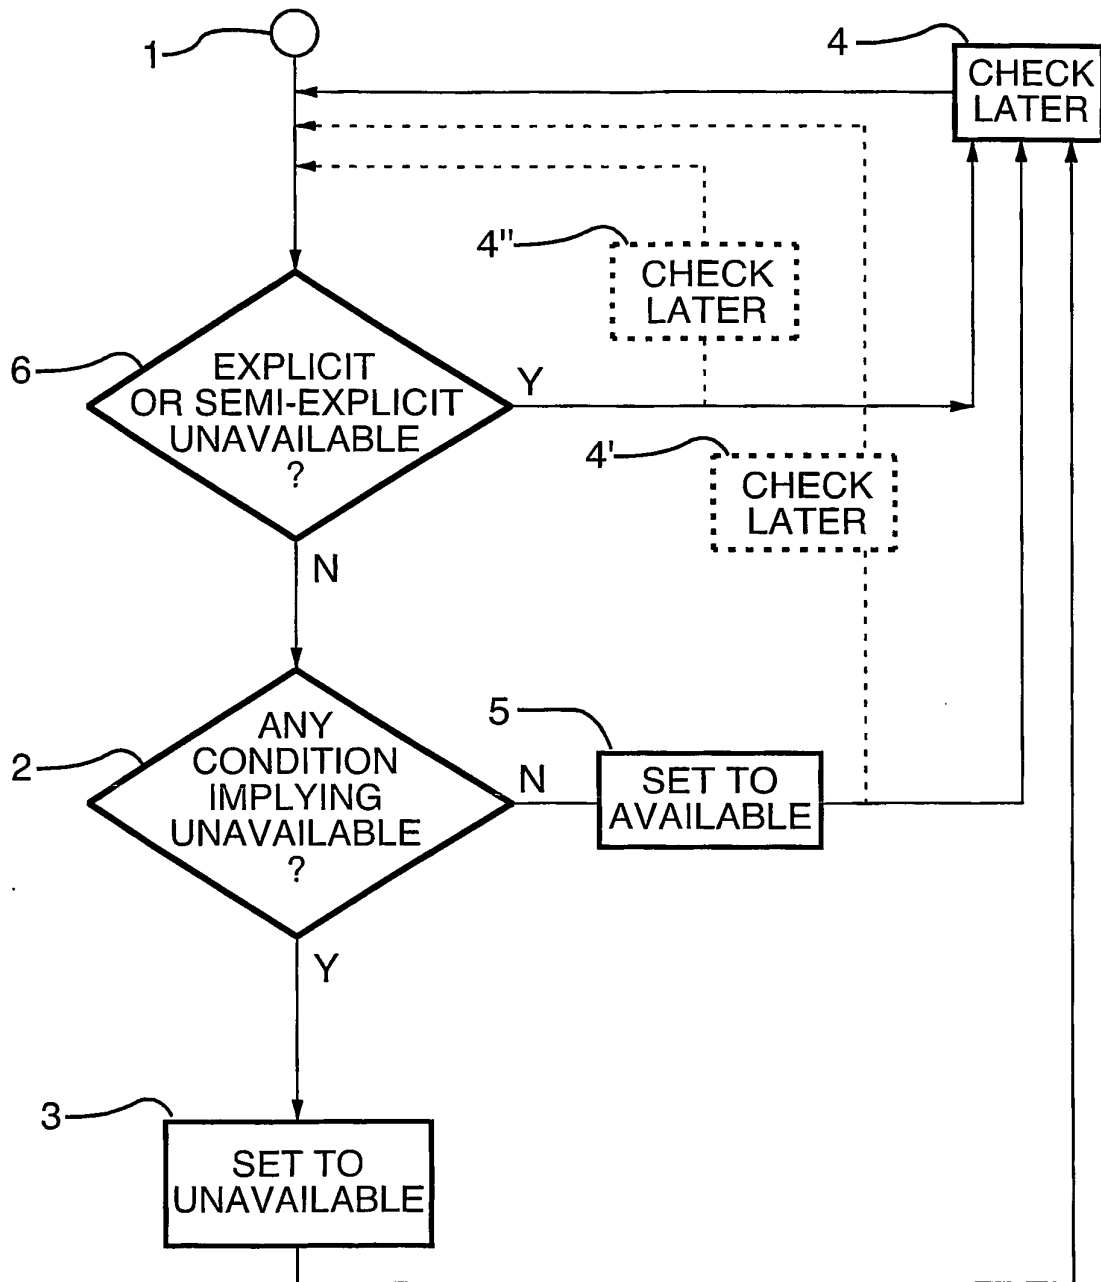 1
4
CHECK
LATER
4"
CHECK
LATER
6
EXPLICIT
OR SEMI-EXPLICIT
UNAVAILABLE
?
Y
4'
CHECK
LATER
N
2
ANY
CONDITION
IMPLYING
UNAVAILABLE
?
N
5
SET TO
AVAILABLE
Y
3
SET TO
UNAVAILABLE